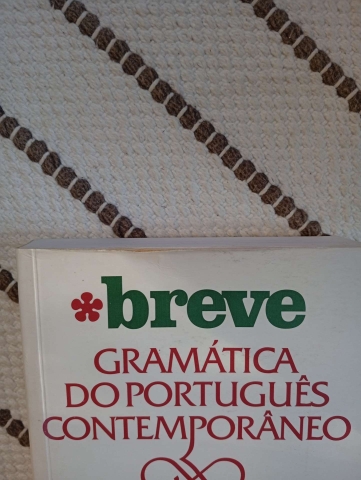 *breve
GRAMÁTICA
DO PORTUGUÊS
CONTEMPORÂNEO